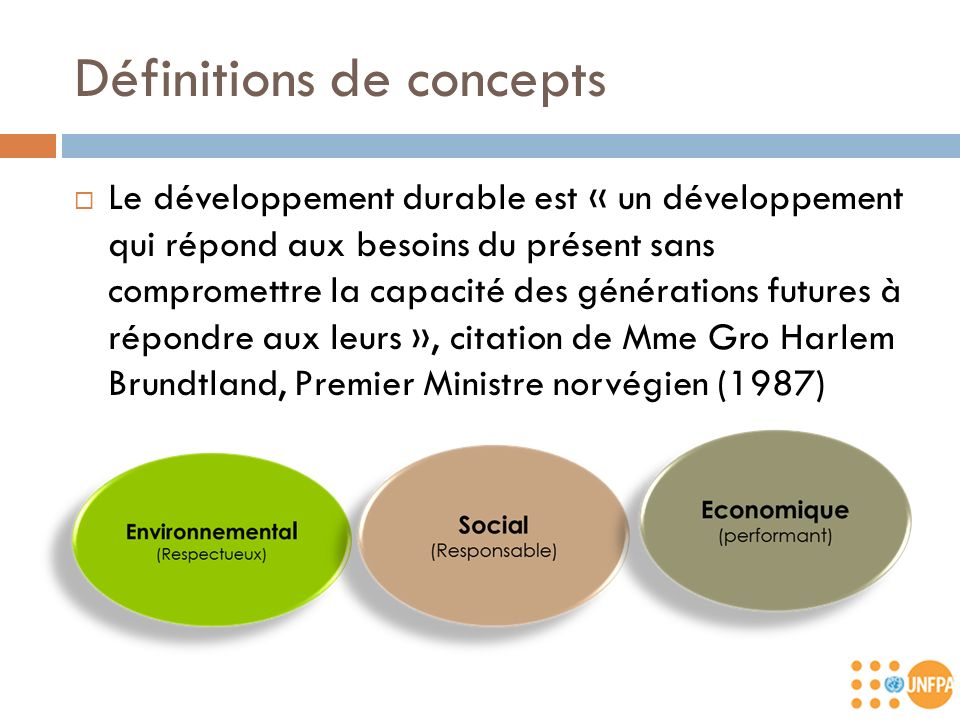 Définitions de concepts
Le développement durable est « un développement
qui répond aux besoins du présent sans
compromettre la capacité des générations futures à
répondre aux leurs », citation de Mme Gro Harlem
Brundtland, Premier Ministre norvégien (1987)
Environnemental
(Respectueux)
Social
(Responsable)
Economique
(performant)
UNFPA